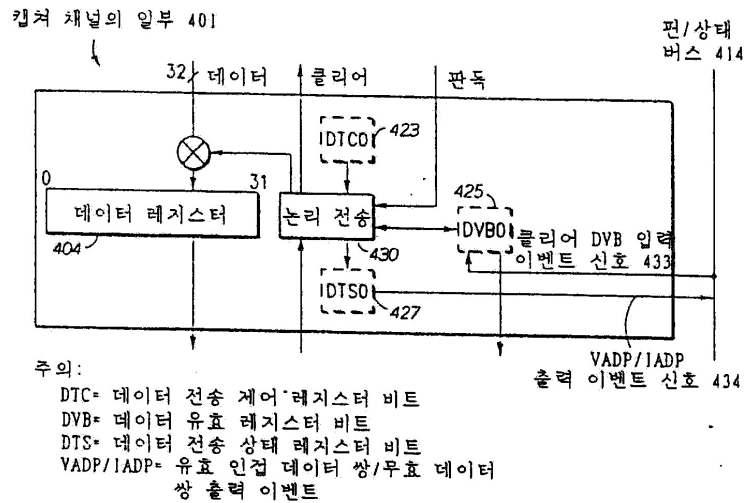 캡쳐 채널의 일부 401
핀/상태
버스 414
32 데이터 클리어 판독
DTC0 423
0 31
425
데이터 레지스터 논리 전송
DVB0 클리어 DVB 입력
404 430 이벤트 신호 433
DTS0 427
VADP/IADP
출력 이벤트 신호 434
주의:
DTC= 데이터 전송 제어 레지스터 비트
DVB= 데이터 유효 레지스터 비트
DTS= 데이터 전송 상태 레지스터 비트
VADP/IADP= 유효 인접 데이터 쌍/무효 데이터
쌍 출력 이벤트